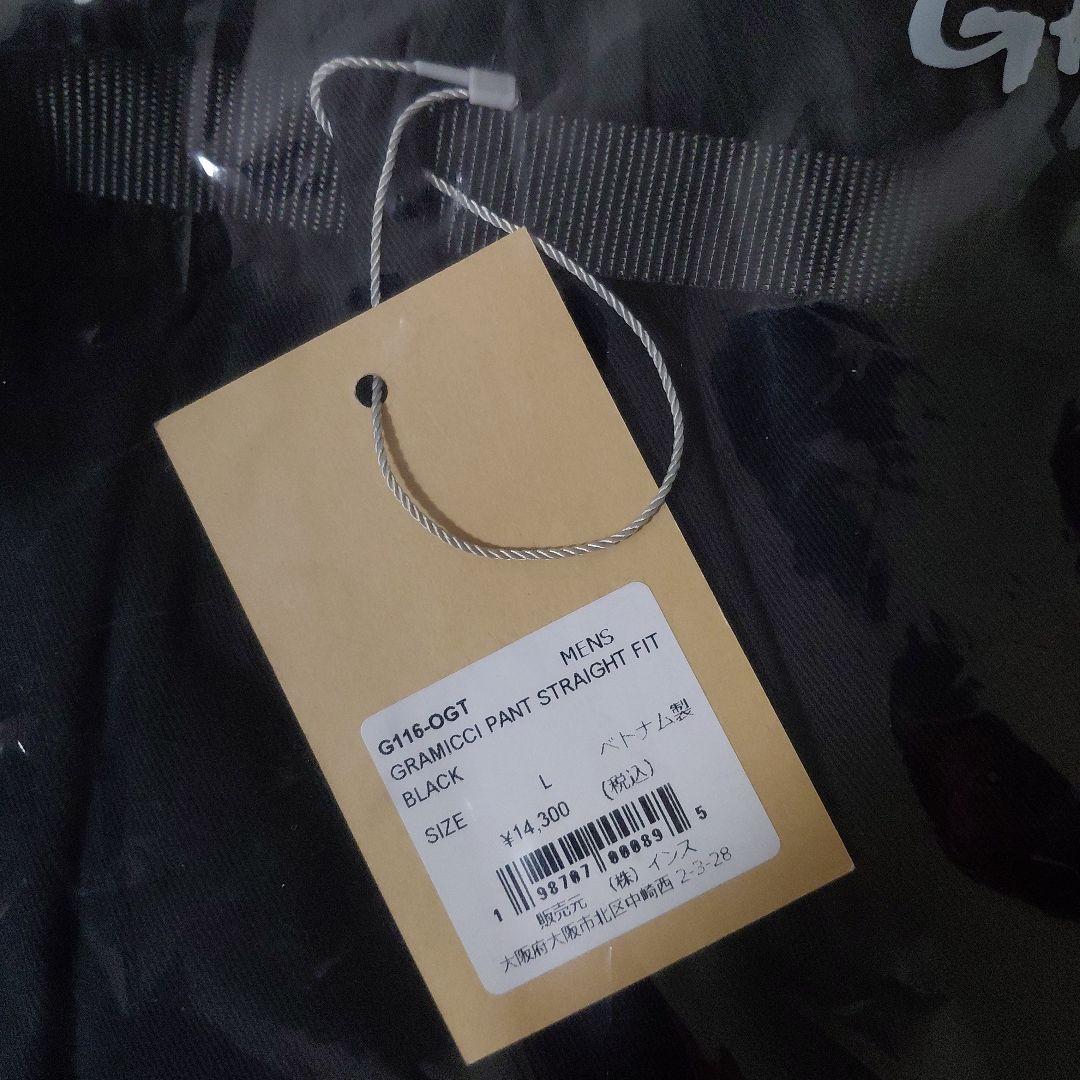 MENS
G116-OGT
GRAMICCI PANT STRAIGHT FIT
BLACK ベトナム製
SIZE L
¥14,300 (税込)
1 98707 00089 5
販売元 (株) インス
大阪府大阪市北区中崎西 2-3-28